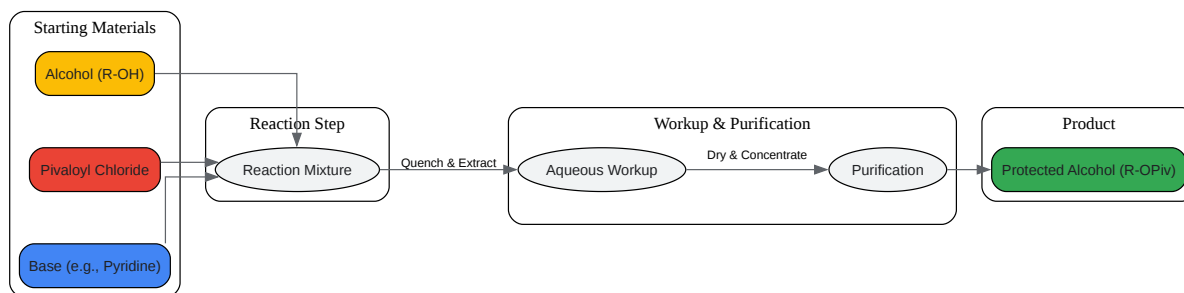 Starting Materials
Alcohol (R-OH)
Pivaloyl Chloride
Base (e.g., Pyridine)
Reaction Step
Reaction Mixture
Quench & Extract
Workup & Purification
Aqueous Workup
Dry & Concentrate
Purification
Product
Protected Alcohol (R-OPiv)